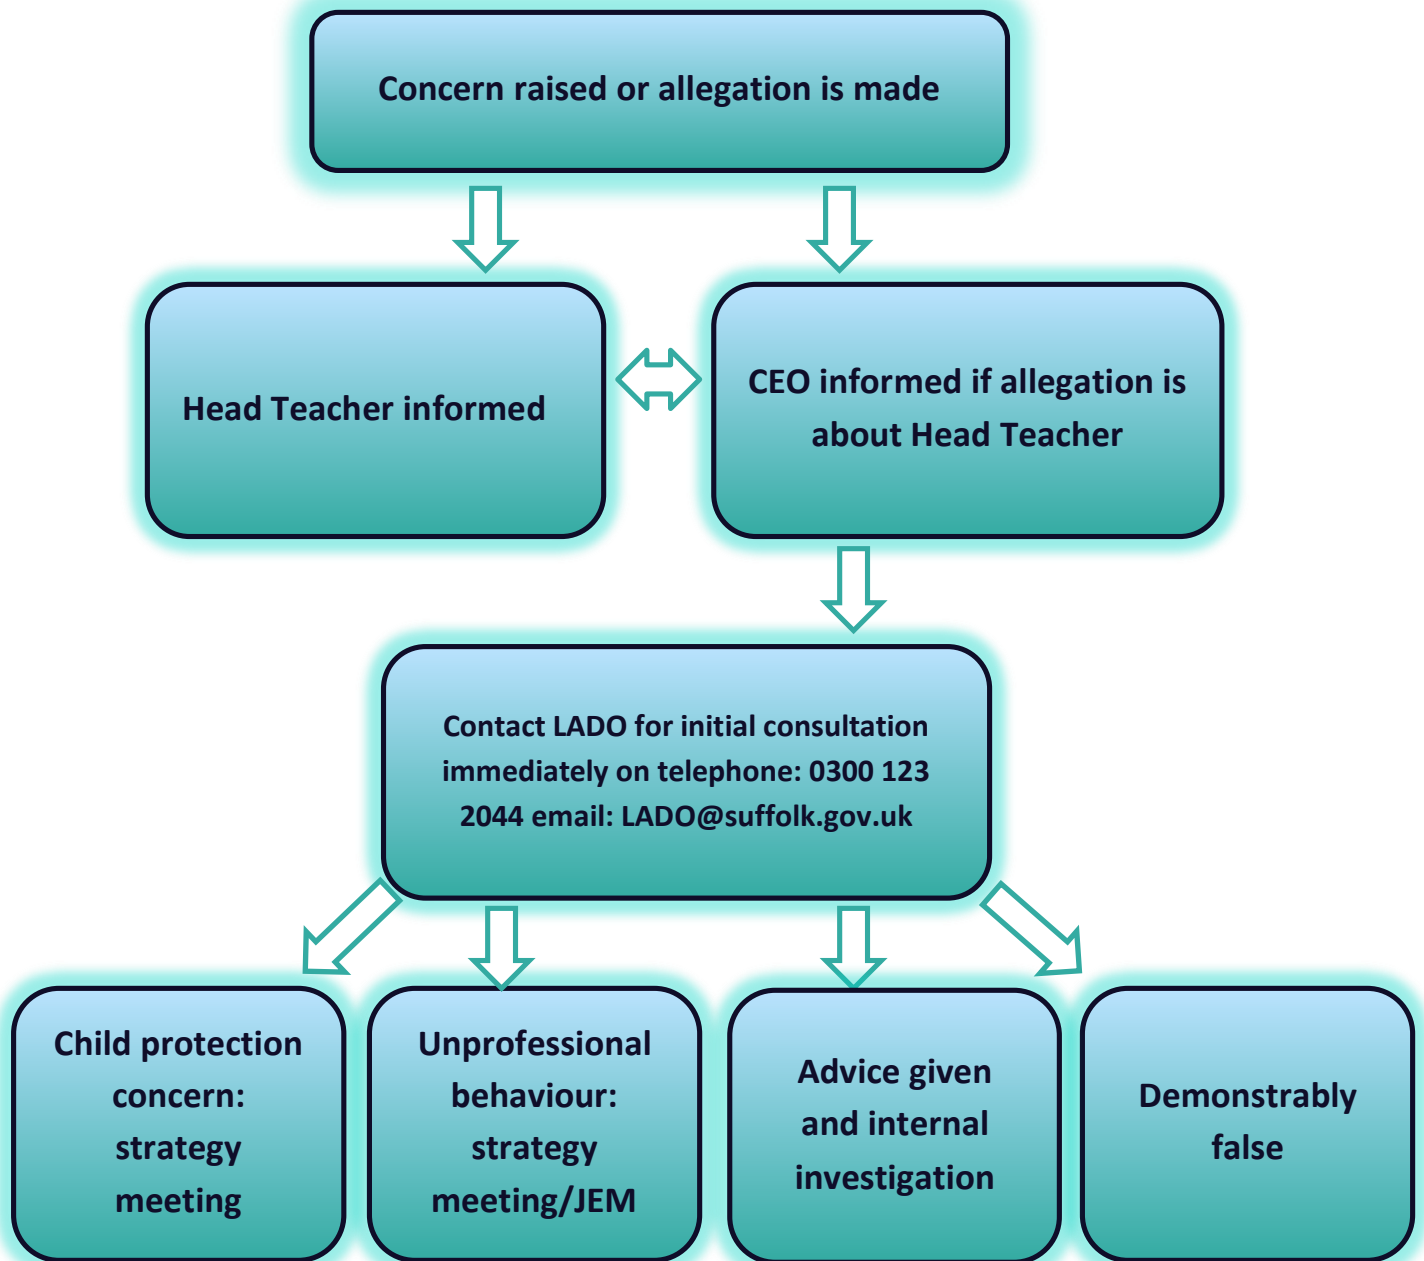 Concern raised or allegation is made
Head Teacher informed
CEO informed if allegation is
about Head Teacher
Contact LADO for initial consultation
immediately on telephone: 0300 123
2044 email: LADO@suffolk.gov.uk
Child protection
concern:
strategy
meeting
Unprofessional
behaviour:
strategy
meeting/JEM
Advice given
and internal
investigation
Demonstrably
false